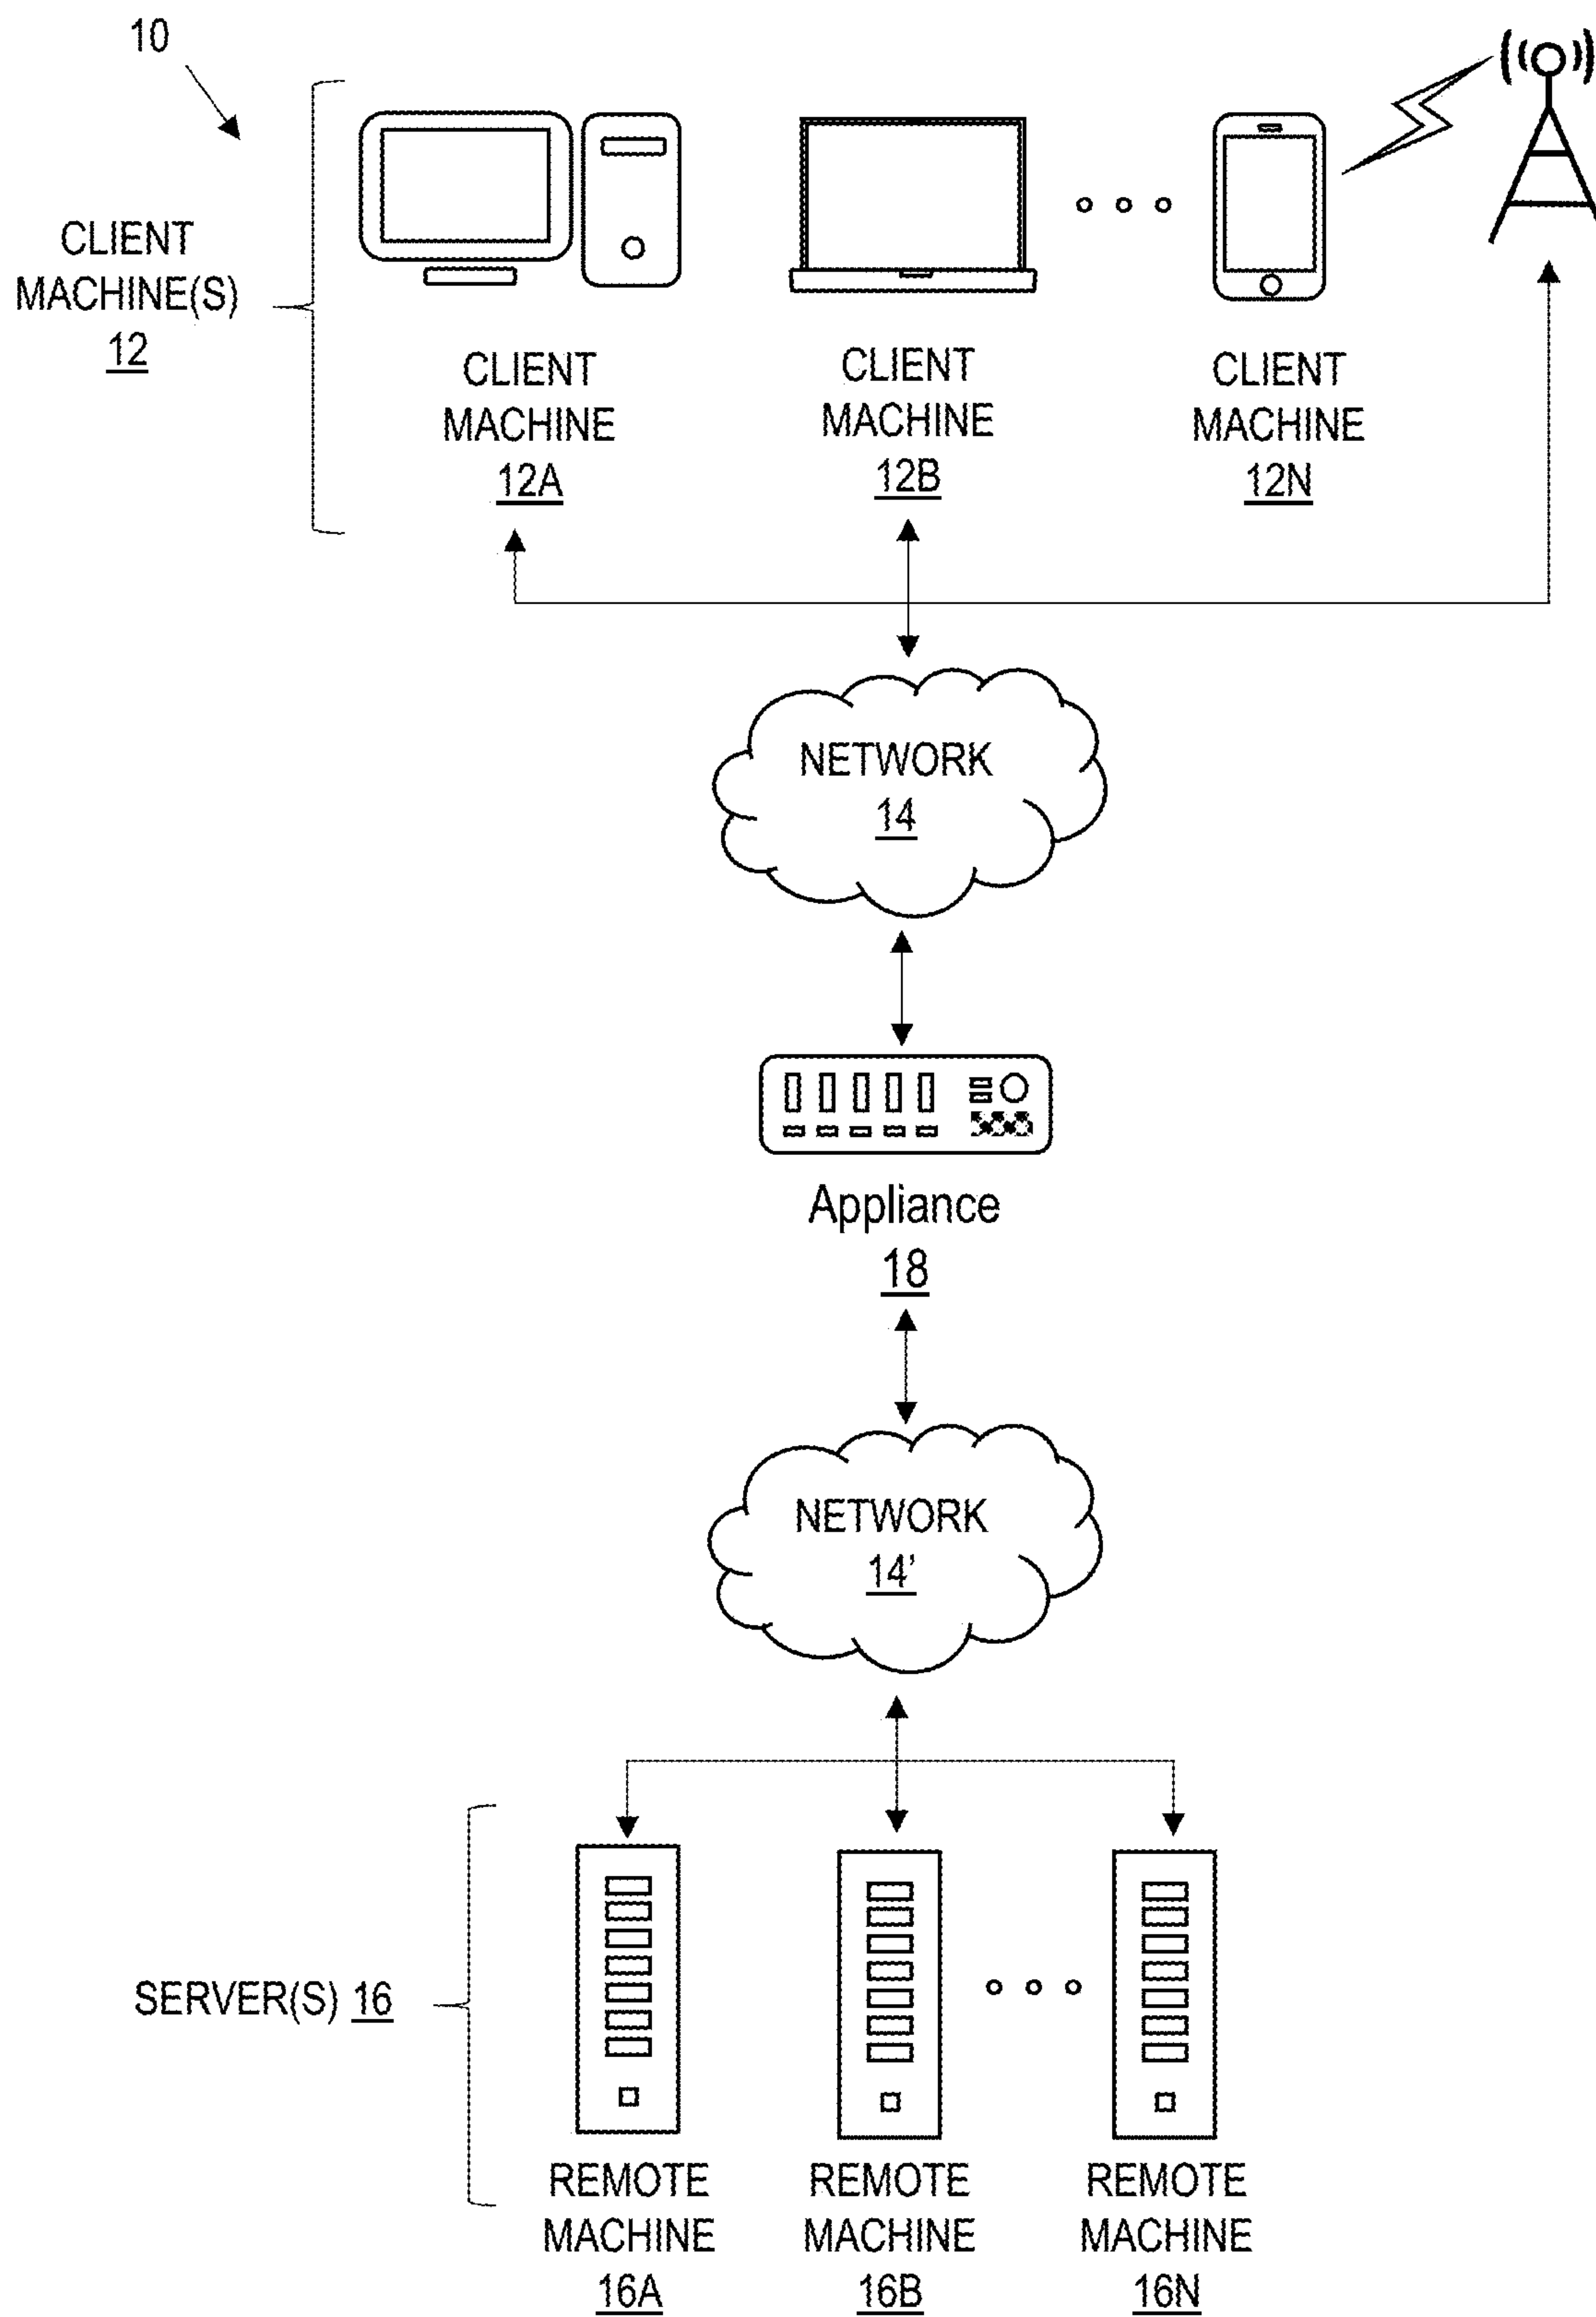 10
CLIENT
MACHINE(S)
12
CLIENT
MACHINE
12A
CLIENT
MACHINE
12B
CLIENT
MACHINE
12N
NETWORK
14
Appliance
18
NETWORK
14'
SERVER(S) 16
REMOTE
MACHINE
16A
REMOTE
MACHINE
16B
REMOTE
MACHINE
16N